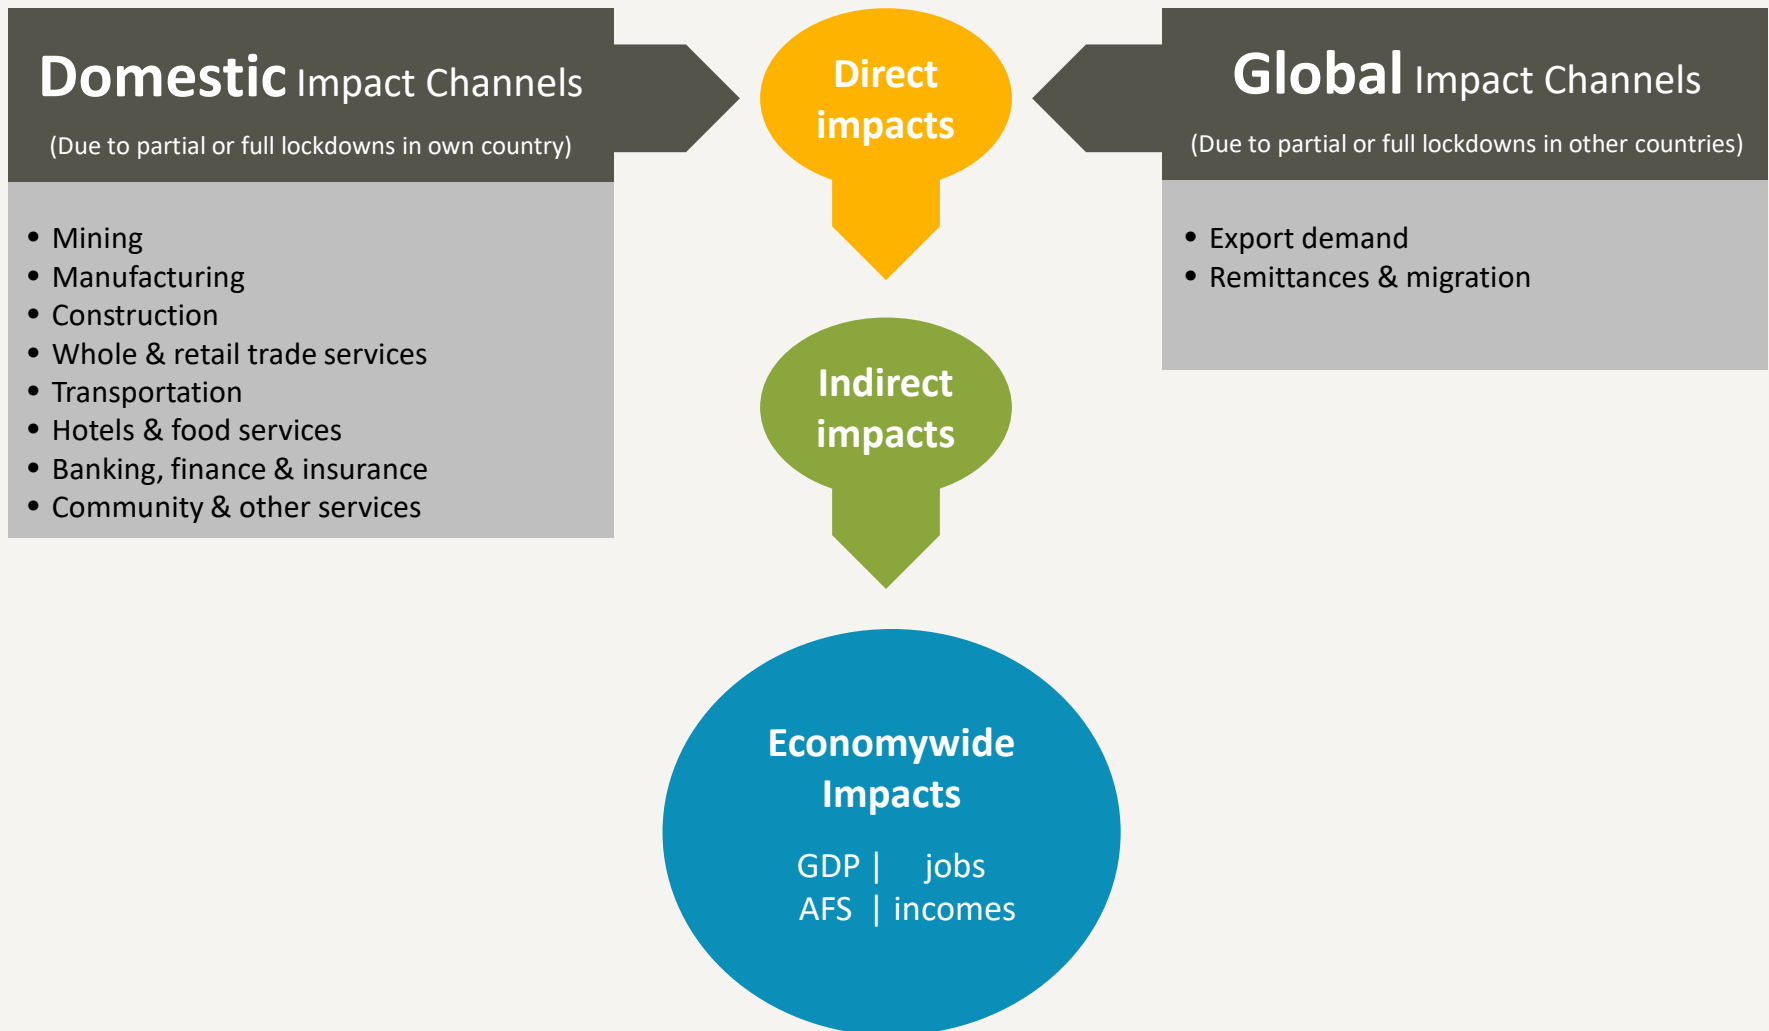 Domestic Impact Channels
(Due to partial or full lockdowns in own country)
• Mining
• Manufacturing
• Construction
• Whole & retail trade services
• Transportation
• Hotels & food services
• Banking, finance & insurance
• Community & other services
Direct
impacts
Global Impact Channels
(Due to partial or full lockdowns in other countries)
• Export demand
• Remittances & migration
Indirect
impacts
Economywide
Impacts
GDP | jobs
AFS | incomes